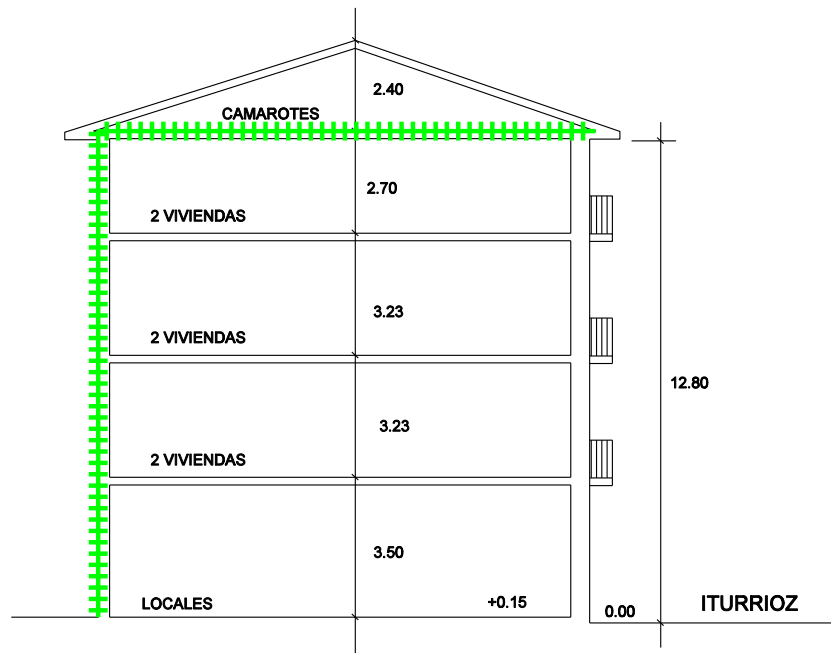 2.40
CAMAROTES
2.70
2 VIVIENDAS
3.23
2 VIVIENDAS
12.80
3.23
2 VIVIENDAS
3.50
LOCALES
+0.15
0.00
ITURRIOZ